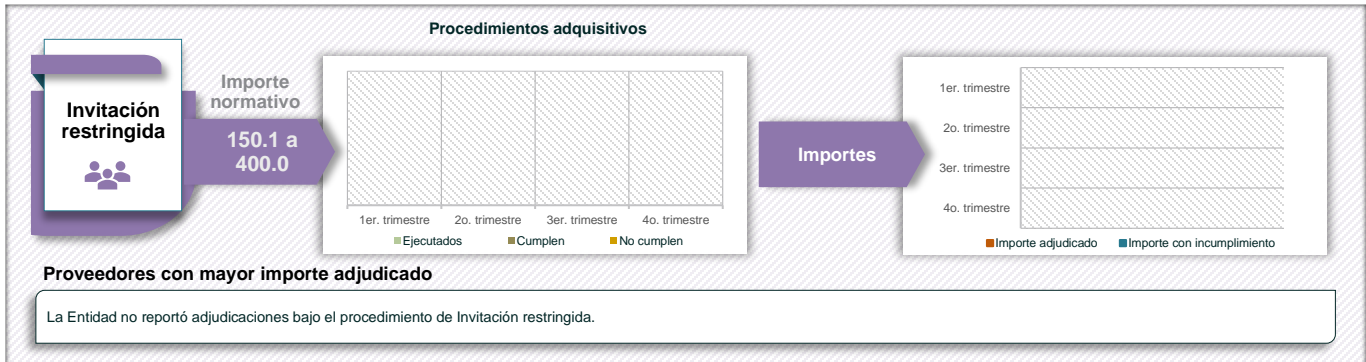 Procedimientos adquisitivos
Invitación
restringida
Importe
normativo
150.1 a
400.0
1er. trimestre 2o. trimestre 3er. trimestre 4o. trimestre
Ejecutados Cumplen No cumplen
Importes
1er. trimestre
2o. trimestre
3er. trimestre
4o. trimestre
Importe adjudicado Importe con incumplimiento
Proveedores con mayor importe adjudicado
La Entidad no reportó adjudicaciones bajo el procedimiento de Invitación restringida.